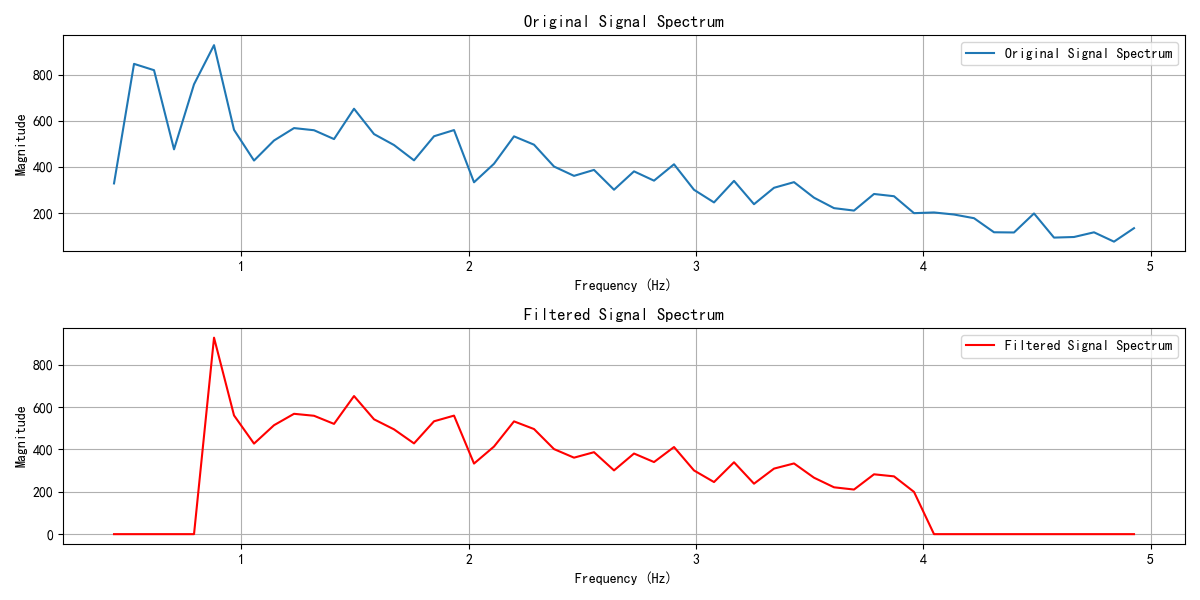 Original Signal Spectrum
Original Signal Spectrum
Magnitude
800
600
400
200
1 2 3 4 5
Frequency (Hz)
Filtered Signal Spectrum
Filtered Signal Spectrum
Magnitude
800
600
400
200
0
1 2 3 4 5
Frequency (Hz)